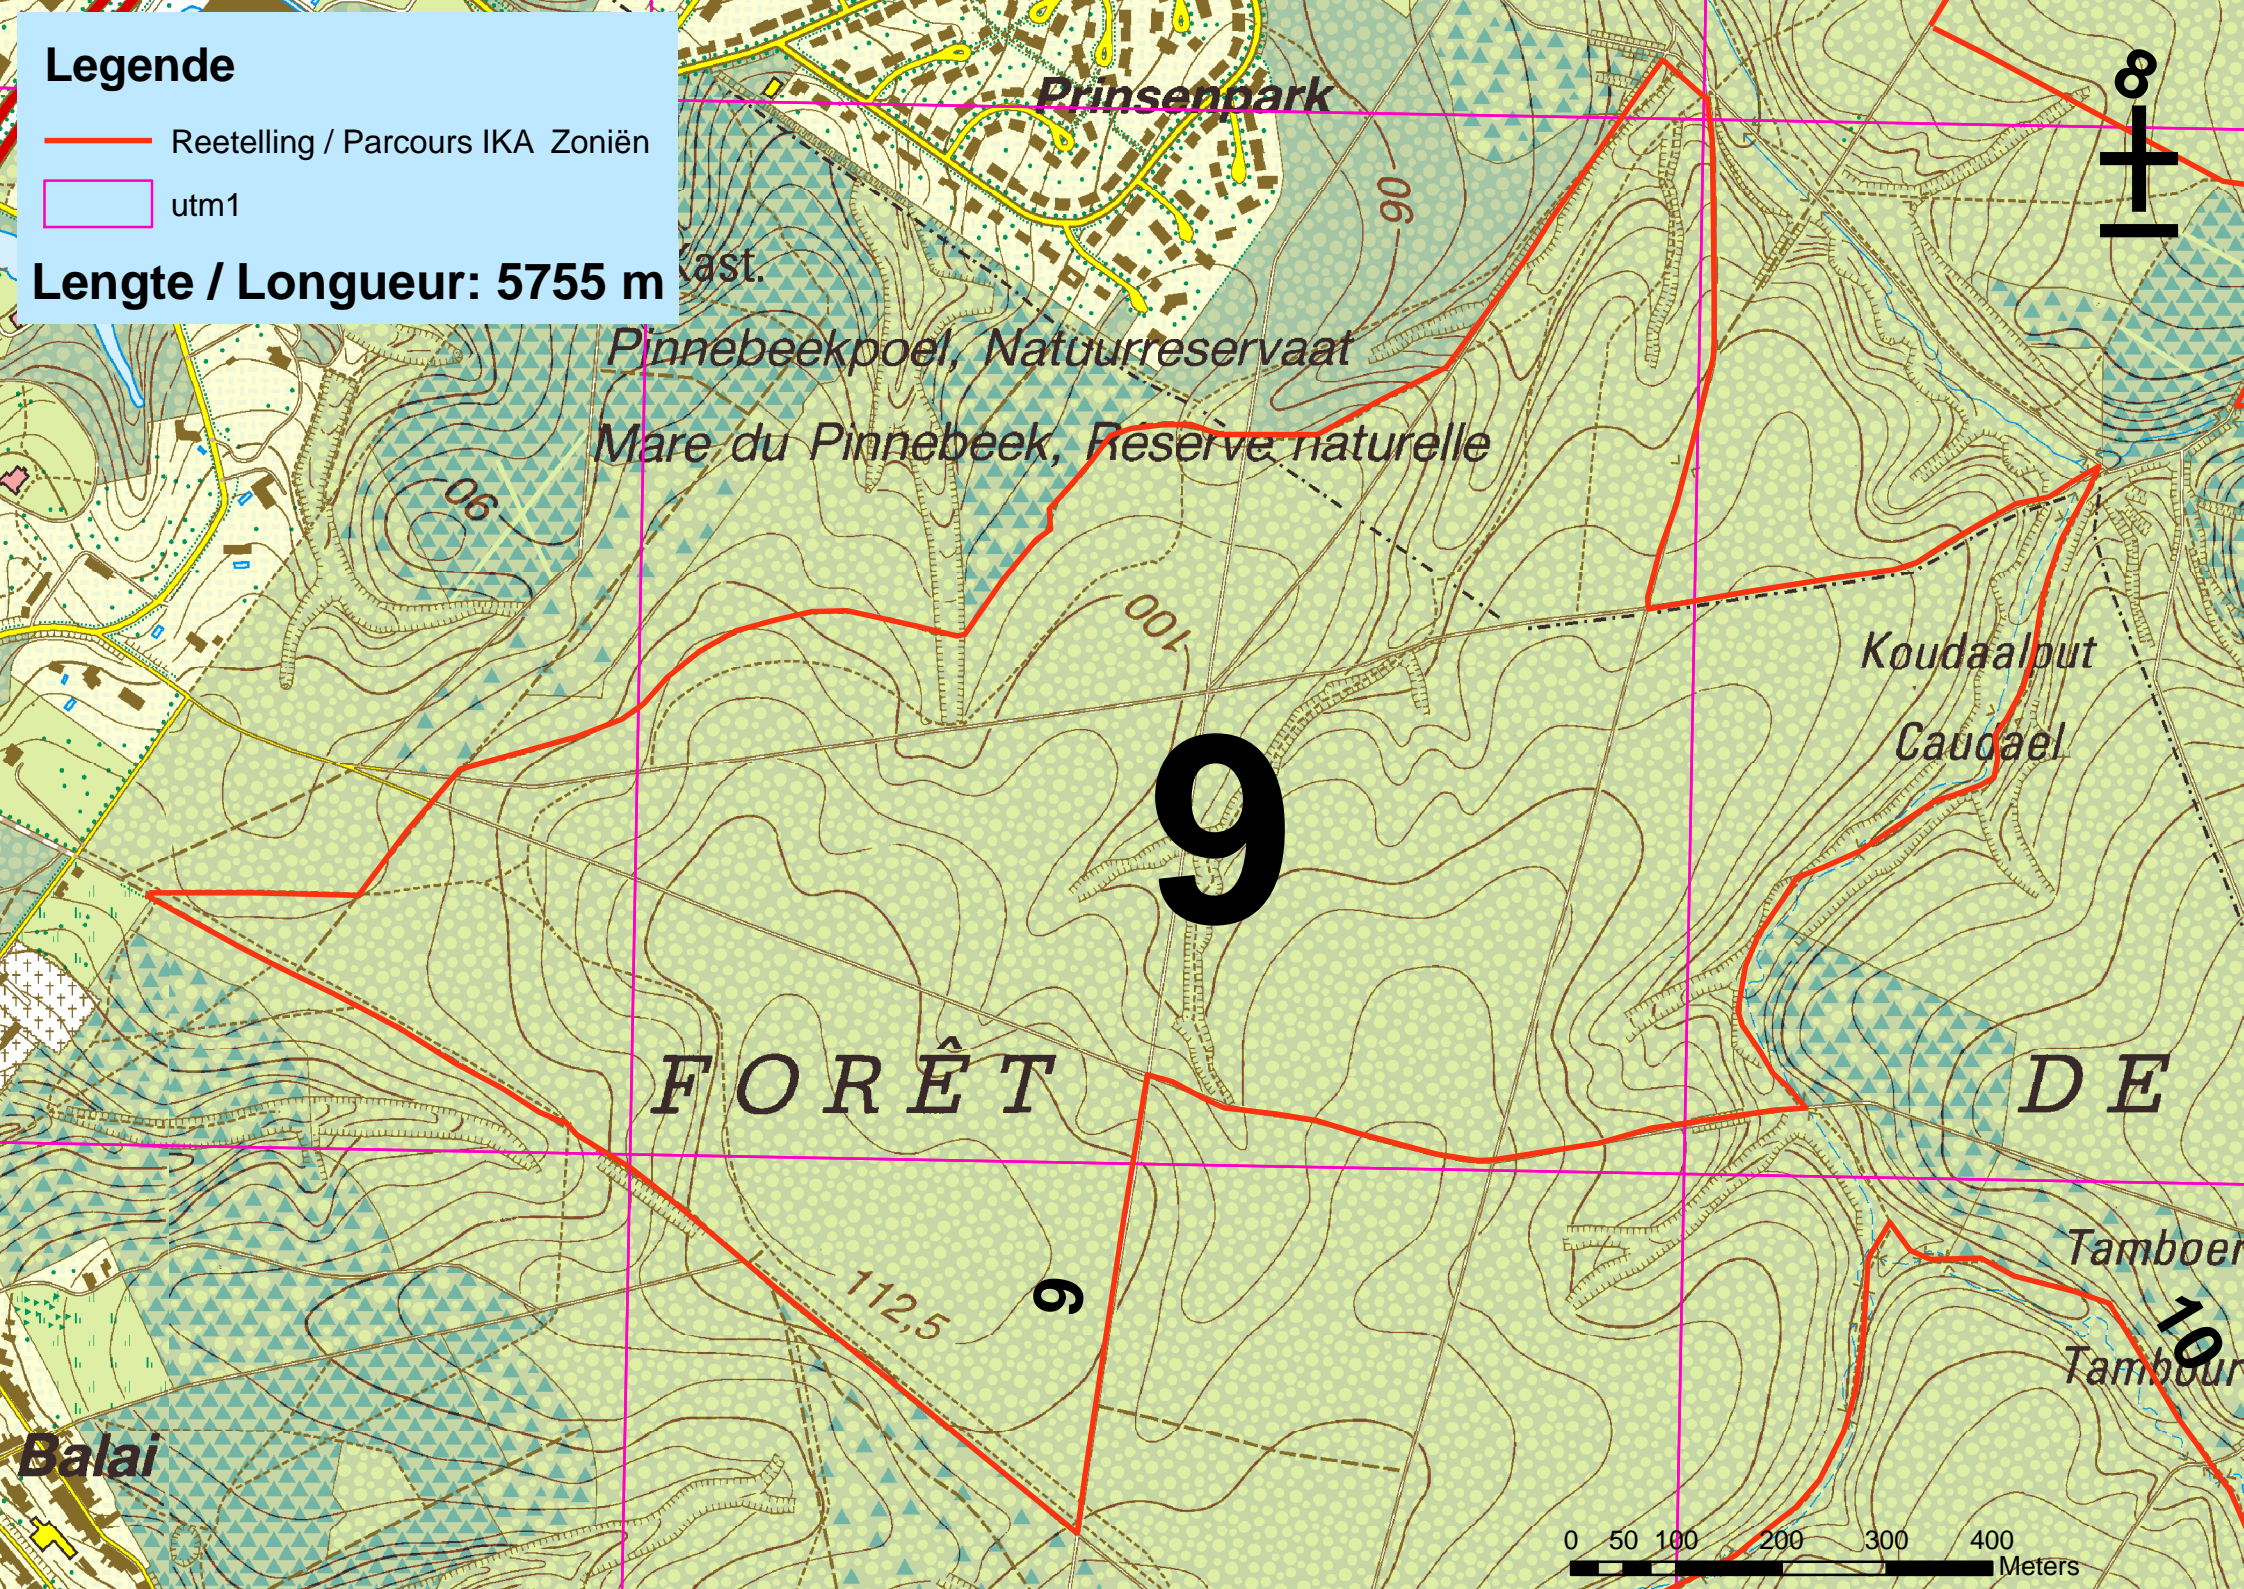 Legende
Reetelling / Parcours IKA Zoniën
utm1
Lengte / Longueur: 5755 m
Prinsenpark
8
90
Kast.
Pinnebeekpoel, Natuurreservaat
Mare du Pinnebeek, Réserve naturelle
90
100
Koudaalput
Caudael
9
FORÊT
DE
Tamboer
9
112,5
10
Tambour
Balai
0 50 100 200 300 400
Meters